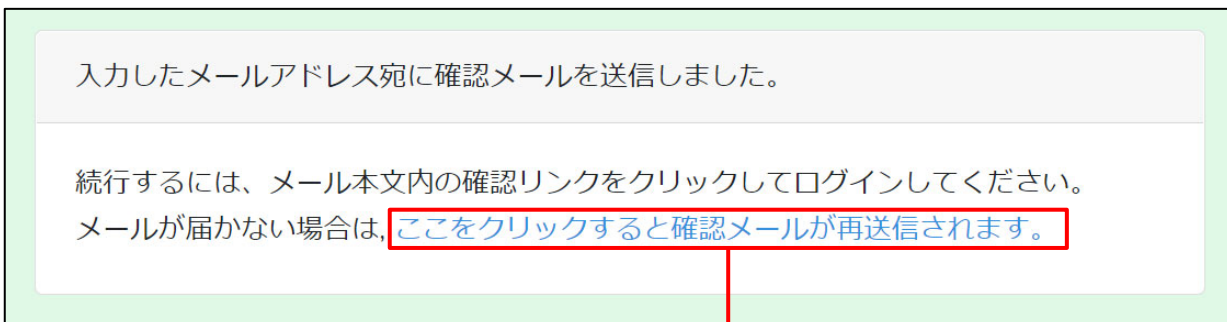 入力したメールアドレス宛に確認メールを送信しました。
続行するには、メール本文内の確認リンクをクリックしてログインしてください。
メールが届かない場合は,ここをクリックすると確認メールが再送信されます。